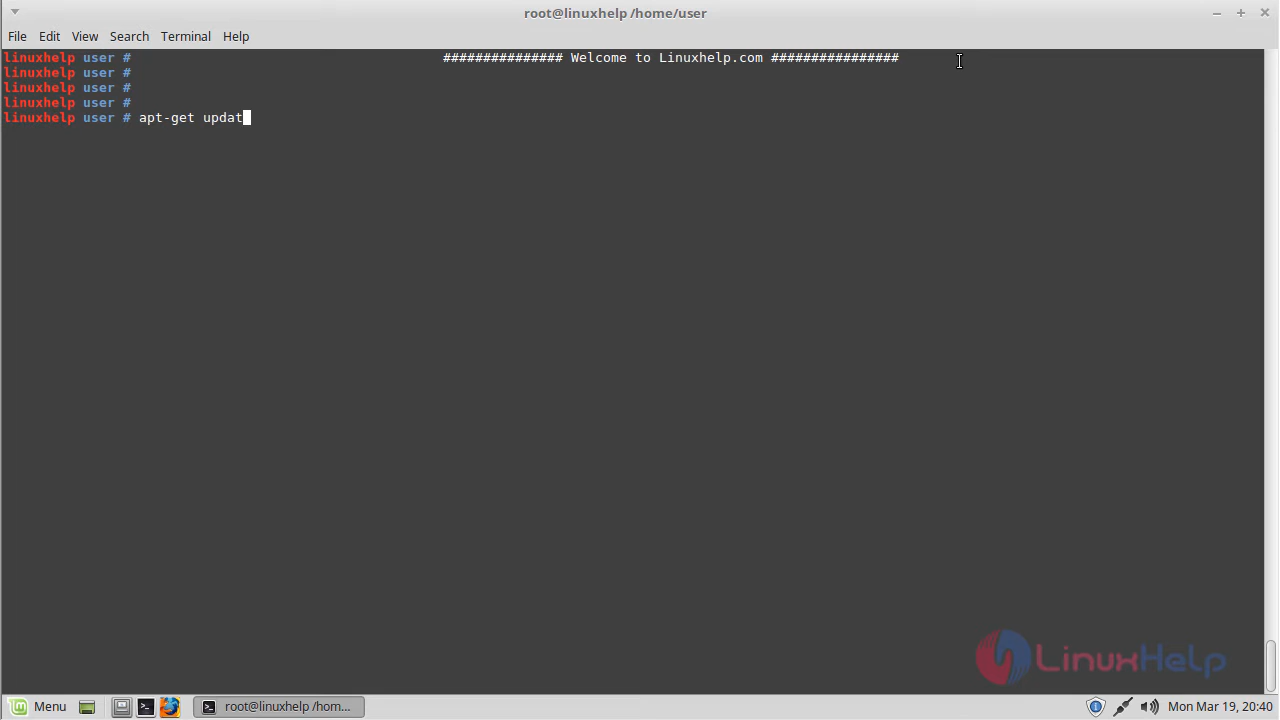 root@linuxhelp /home/user
File Edit View Search Terminal Help
linuxhelp user # ############### Welcome to Linuxhelp.com ################
linuxhelp user #
linuxhelp user #
linuxhelp user #
linuxhelp user # apt-get updat
LinuxHelp
Menu root@linuxhelp /hom... Mon Mar 19, 20:40